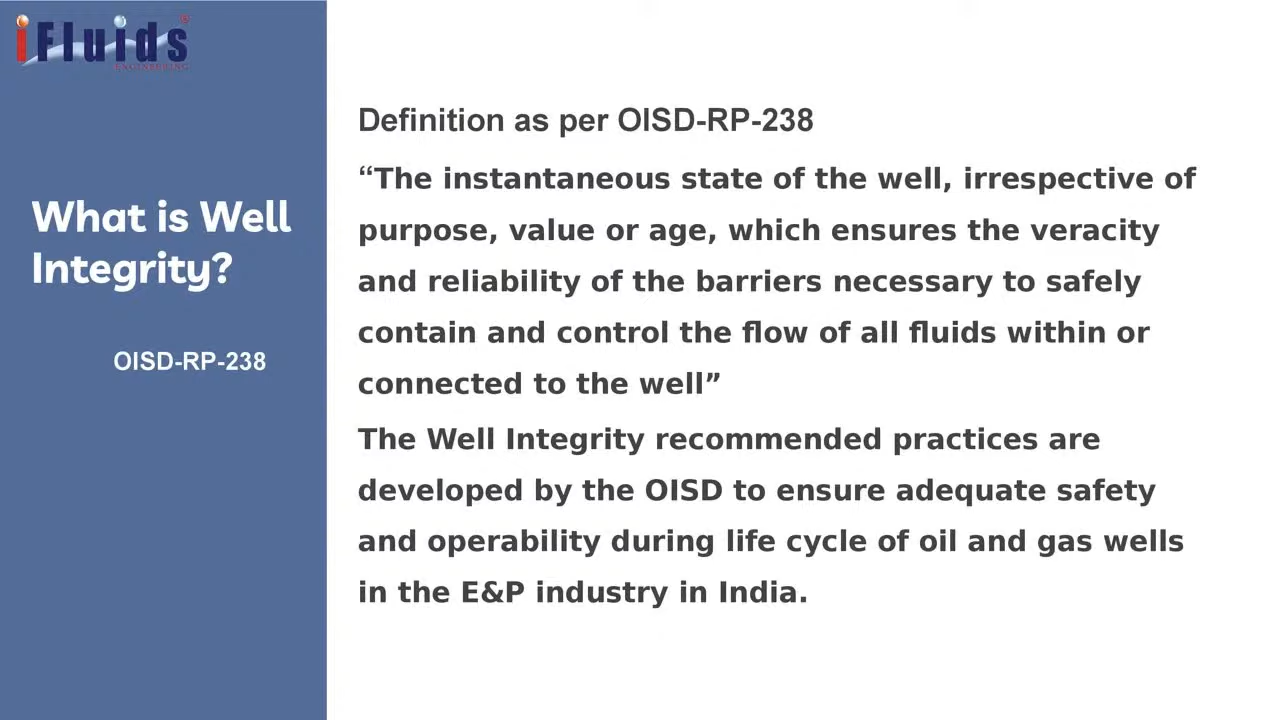 iFluids
ENGINEERING
What is Well
Integrity?
OISD-RP-238
Definition as per OISD-RP-238
“The instantaneous state of the well, irrespective of
purpose, value or age, which ensures the veracity
and reliability of the barriers necessary to safely
contain and control the flow of all fluids within or
connected to the well”
The Well Integrity recommended practices are
developed by the OISD to ensure adequate safety
and operability during life cycle of oil and gas wells
in the E&P industry in India.